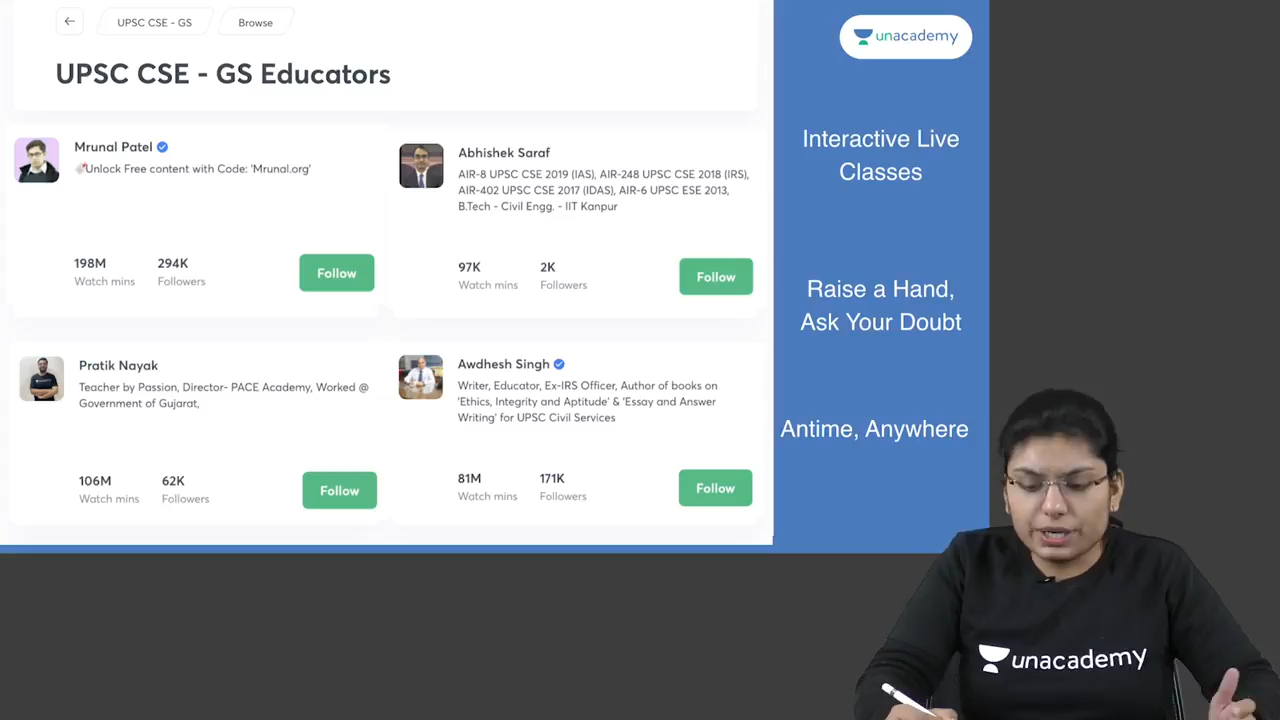 UPSC CSE - GS
Browse
UPSC CSE - GS Educators
Mrunal Patel
Unlock Free content with Code: 'Mrunal.org'
198M
Watch mins
294K
Followers
Follow
Abhishek Saraf
AIR-8 UPSC CSE 2019 (IAS), AIR-248 UPSC CSE 2018 (IRS),
AIR-402 UPSC CSE 2017 (IDAS), AIR-6 UPSC ESE 2013,
B.Tech - Civil Engg. - IIT Kanpur
97K
Watch mins
2K
Followers
Follow
Pratik Nayak
Teacher by Passion, Director- PACE Academy, Worked @
Government of Gujarat,
106M
Watch mins
62K
Followers
Follow
Awdhesh Singh
Writer, Educator, Ex-IRS Officer, Author of books on
'Ethics, Integrity and Aptitude' & 'Essay and Answer
Writing' for UPSC Civil Services
81M
Watch mins
171K
Followers
Follow
unacademy
Interactive Live
Classes
Raise a Hand,
Ask Your Doubt
Antime, Anywhere
unacademy